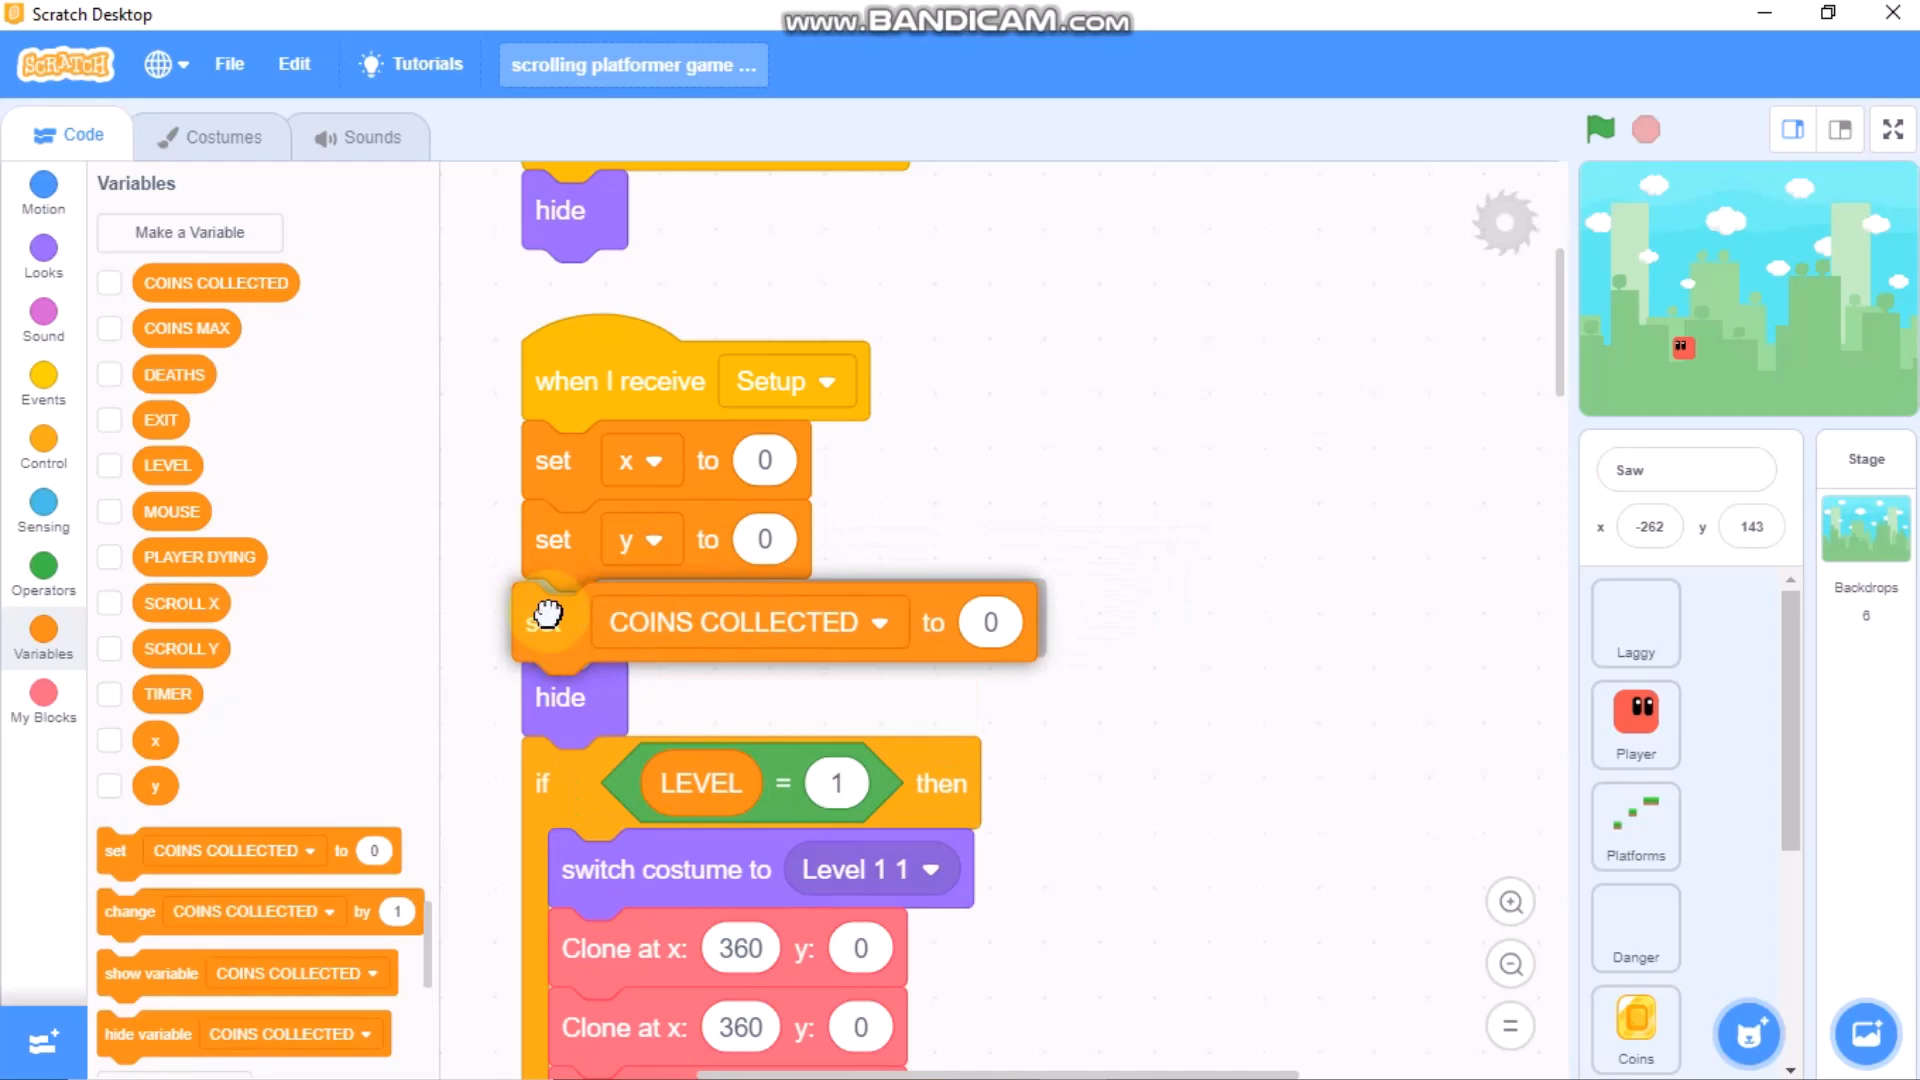 Scratch Desktop
www.BANDICAM.com
SCRATCH
File
Edit
Tutorials
scrolling platformer game ...
Code
Costumes
Sounds
Motion
Looks
Sound
Events
Control
Sensing
Operators
Variables
My Blocks
Variables
Make a Variable
COINS COLLECTED
COINS MAX
DEATHS
EXIT
LEVEL
MOUSE
PLAYER DYING
SCROLL X
SCROLL Y
TIMER
x
y
set COINS COLLECTED to 0
change COINS COLLECTED by 1
show variable COINS COLLECTED
hide variable COINS COLLECTED
hide
when I receive Setup
set x to 0
set y to 0
set COINS COLLECTED to 0
hide
if LEVEL = 1 then
switch costume to Level 1 1
Clone at x: 360 y: 0
Clone at x: 360 y: 0
Saw
x -262 y 143
Laggy
Player
Platforms
Danger
Coins
Stage
Backdrops
6